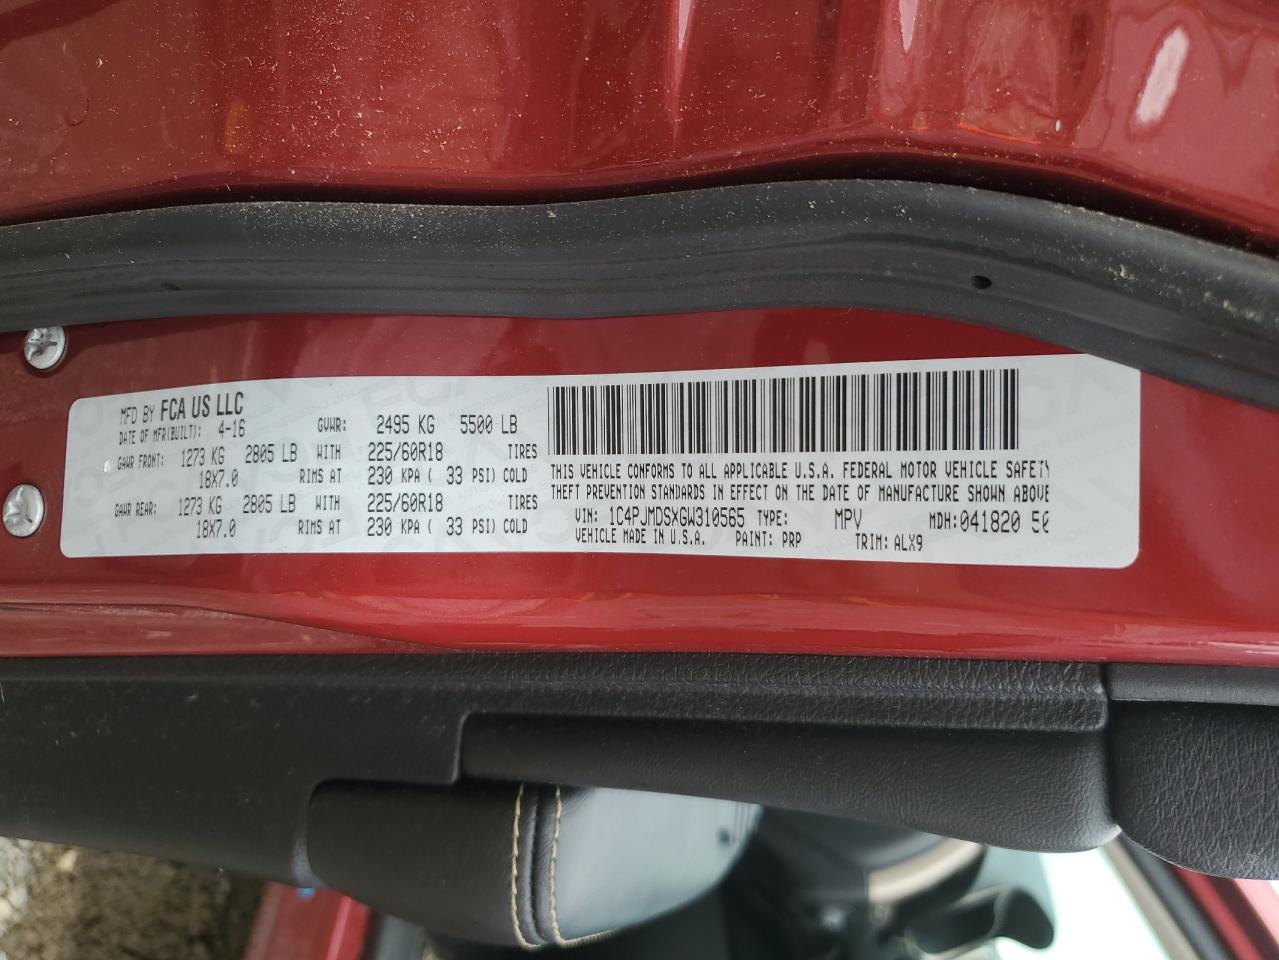 MFD BY FCA US LLC
DATE OF MFR(BUILT): 4-16 GVWR: 2495 KG 5500 LB
GAWR FRONT: 1273 KG 2805 LB WITH 225/60R18 TIRES
18X7.0 RIMS AT 230 KPA ( 33 PSI) COLD
GAWR REAR: 1273 KG 2805 LB WITH 225/60R18 TIRES
18X7.0 RIMS AT 230 KPA ( 33 PSI) COLD
THIS VEHICLE CONFORMS TO ALL APPLICABLE U.S.A. FEDERAL MOTOR VEHICLE SAFETY
THEFT PREVENTION STANDARDS IN EFFECT ON THE DATE OF MANUFACTURE SHOWN ABOVE
VIN: 1C4PJMDSXGW310565 TYPE: MPV MDH:041820
VEHICLE MADE IN U.S.A. PAINT: PRP TRIM: ALX9